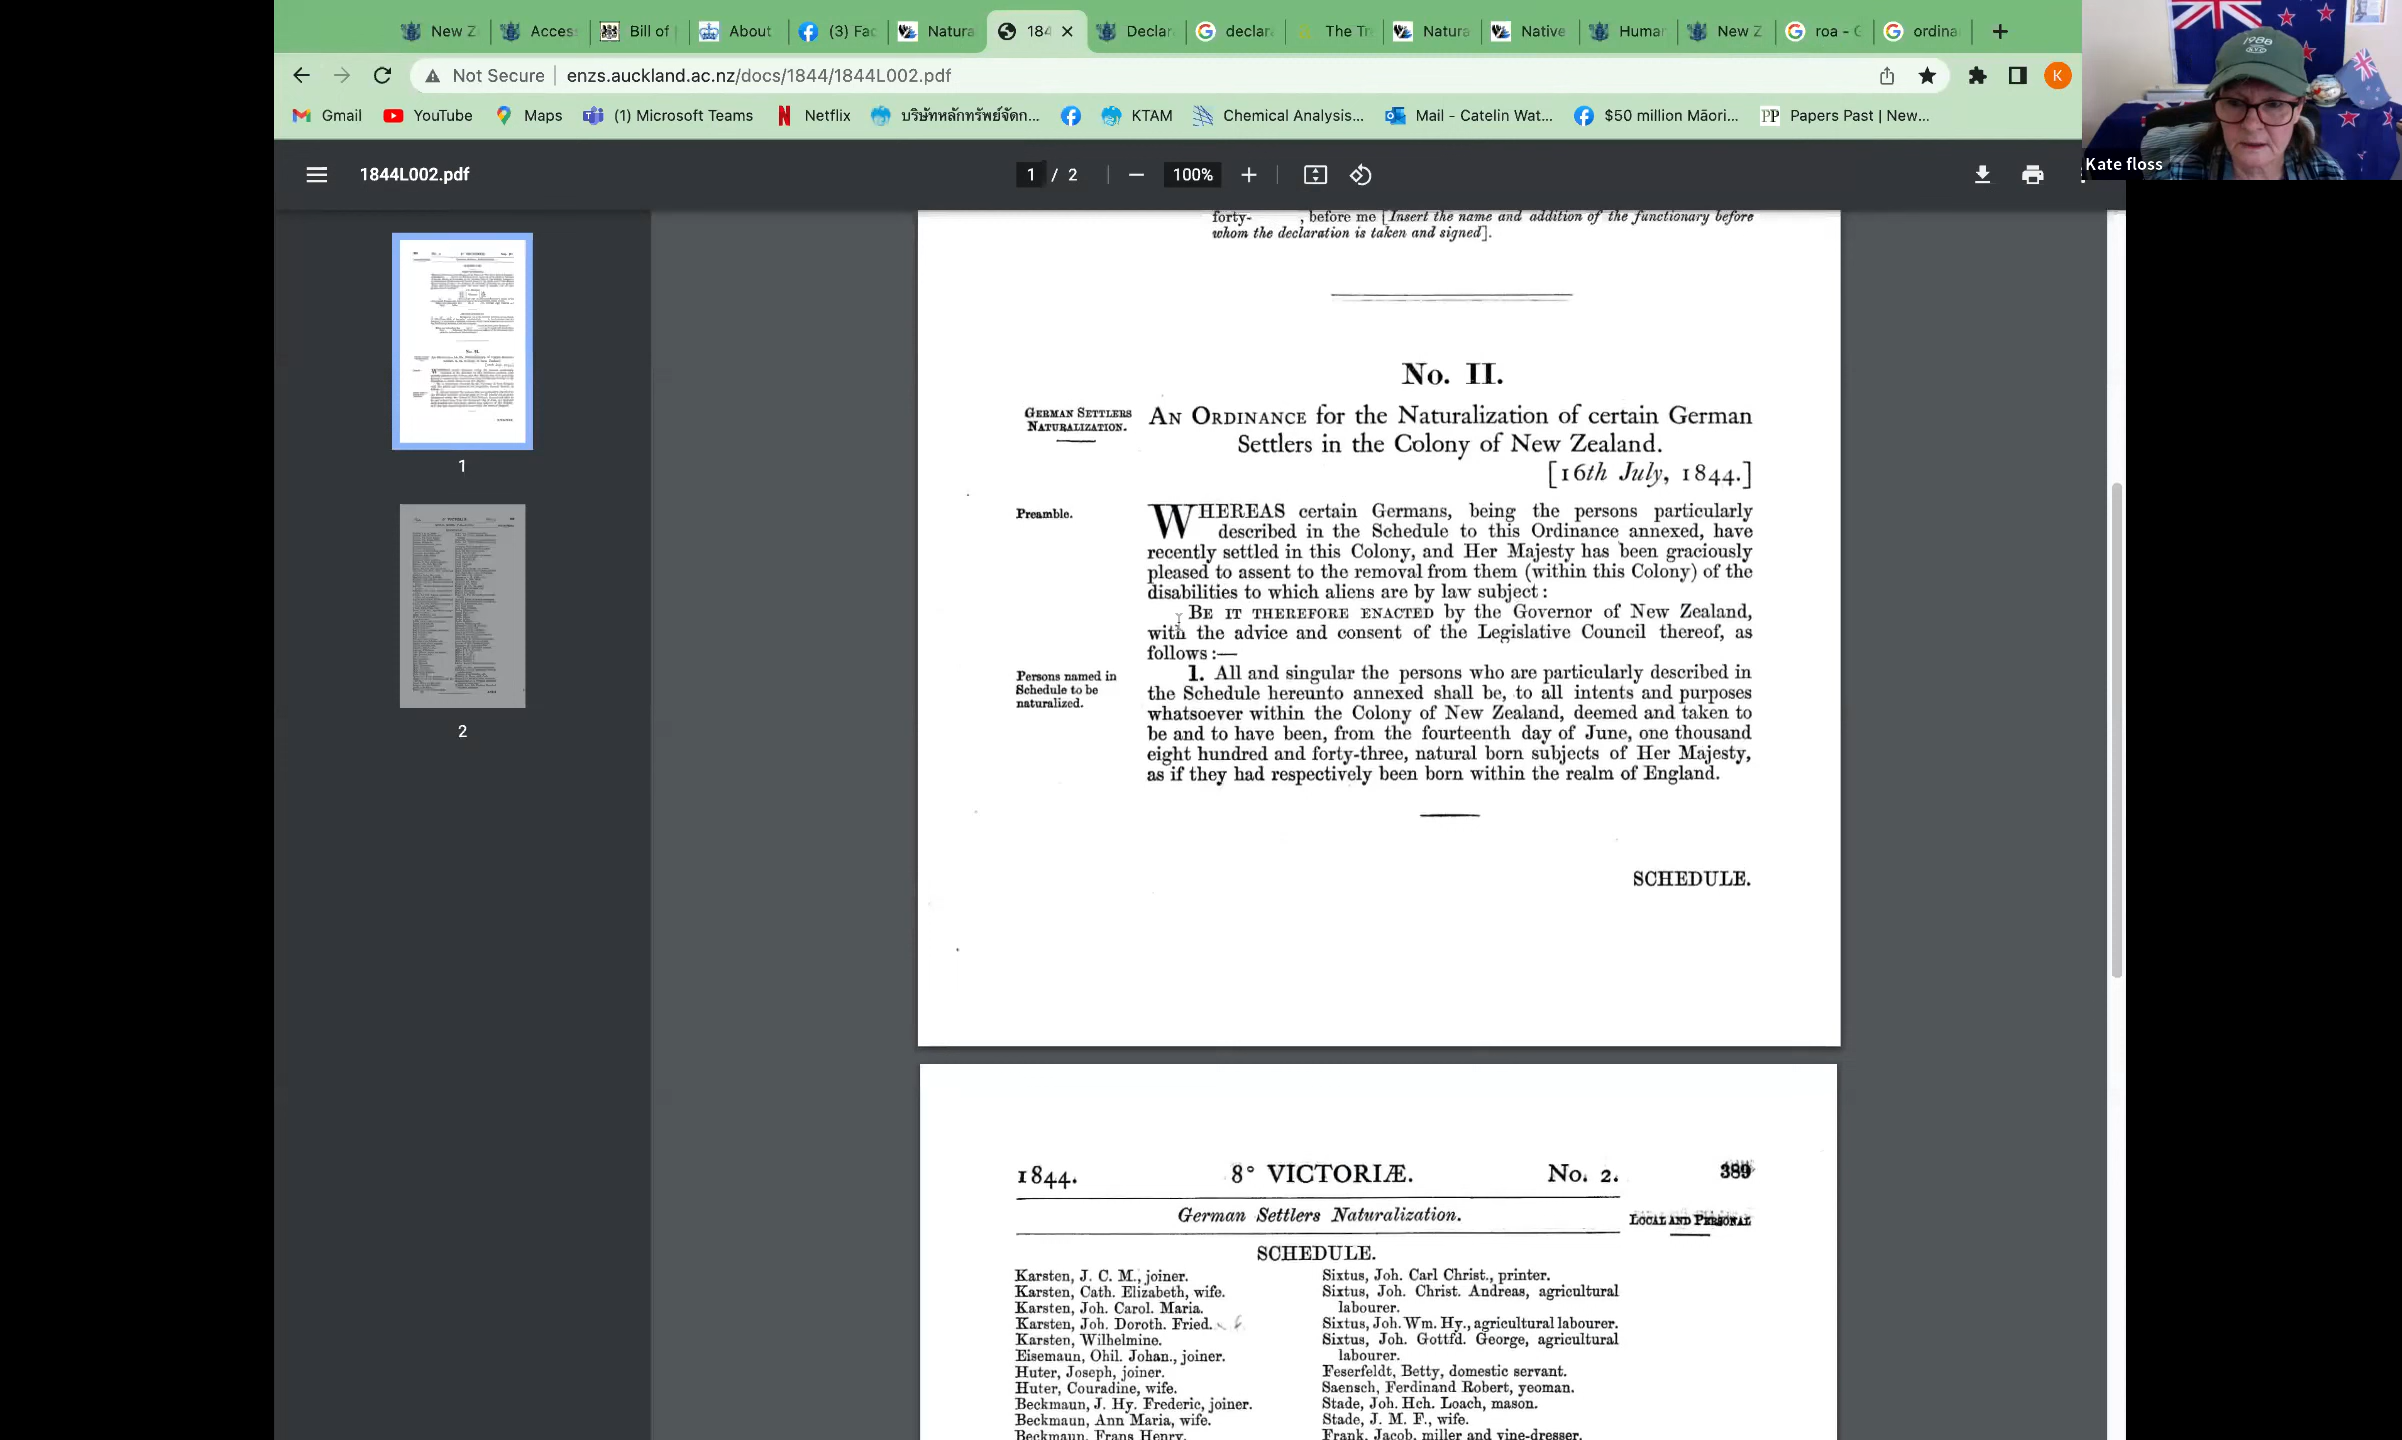 New Z
Access
Bill of
About
(3) Fac
Natura
184
Declar
declar
The Tr
Natura
Native
Human
New Z
roa - G
ordina
Not Secure
enzs.auckland.ac.nz/docs/1844/1844L002.pdf
K
Gmail
YouTube
Maps
(1) Microsoft Teams
Netflix
บริษัทหลักทรัพย์จัดก...
KTAM
Chemical Analysis...
Mail - Catelin Wat...
$50 million Māori...
PP Papers Past | New...
Kate floss
1844L002.pdf
1 / 2
100%
1
2
forty- , before me [Insert the name and addition of the functionary before
whom the declaration is taken and signed].
No. II.
GERMAN SETTLERS
NATURALIZATION.
AN ORDINANCE for the Naturalization of certain German
Settlers in the Colony of New Zealand.
[16th July, 1844.]
Preamble.
WHEREAS certain Germans, being the persons particularly
described in the Schedule to this Ordinance annexed, have
recently settled in this Colony, and Her Majesty has been graciously
pleased to assent to the removal from them (within this Colony) of the
disabilities to which aliens are by law subject:
BE IT THEREFORE ENACTED by the Governor of New Zealand,
with the advice and consent of the Legislative Council thereof, as
follows:—
Persons named in
Schedule to be
naturalized.
1. All and singular the persons who are particularly described in
the Schedule hereunto annexed shall be, to all intents and purposes
whatsoever within the Colony of New Zealand, deemed and taken to
be and to have been, from the fourteenth day of June, one thousand
eight hundred and forty-three, natural born subjects of Her Majesty,
as if they had respectively been born within the realm of England.
SCHEDULE.
1844. 8° VICTORIÆ. No. 2. 389
German Settlers Naturalization.
LOCAL AND PERSONAL
SCHEDULE.
Karsten, J. C. M., joiner.
Karsten, Cath. Elizabeth, wife.
Karsten, Joh. Carol. Maria.
Karsten, Joh. Doroth. Fried.
Karsten, Wilhelmine.
Eisemaun, Ohil. Johan., joiner.
Huter, Joseph, joiner.
Huter, Couradine, wife.
Beckmaun, J. Hy. Frederic, joiner.
Beckmaun, Ann Maria, wife.
Beckmaun, Frans Henry.
Sixtus, Joh. Carl Christ., printer.
Sixtus, Joh. Christ. Andreas, agricultural
labourer.
Sixtus, Joh. Wm. Hy., agricultural labourer.
Sixtus, Joh. Gottfd. George, agricultural
labourer.
Feserfeldt, Betty, domestic servant.
Saensch, Ferdinand Robert, yeoman.
Stade, Joh. Hch. Loach, mason.
Stade, J. M. F., wife.
Frank, Jacob, miller and vine-dresser.